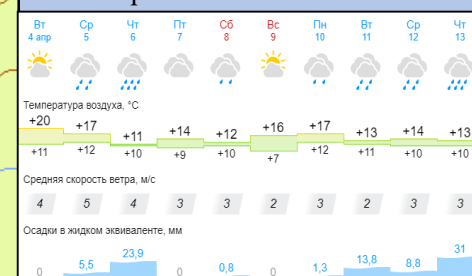 Вт Ср Чт Пт Сб Вс Пн Вт Ср Чт
4 апр 5 6 7 8 9 10 11 12 13
Температура воздуха, °C
+20 +17 +11 +14 +12 +16 +17 +13 +14 +13
+11 +12 +10 +9 +10 +7 +12 +11 +10 +10
Средняя скорость ветра, м/с
4 5 4 3 3 2 3 2 3 3
Осадки в жидком эквиваленте, мм
0 5,5 23,9 0 0,8 0 1,3 13,8 8,8 31